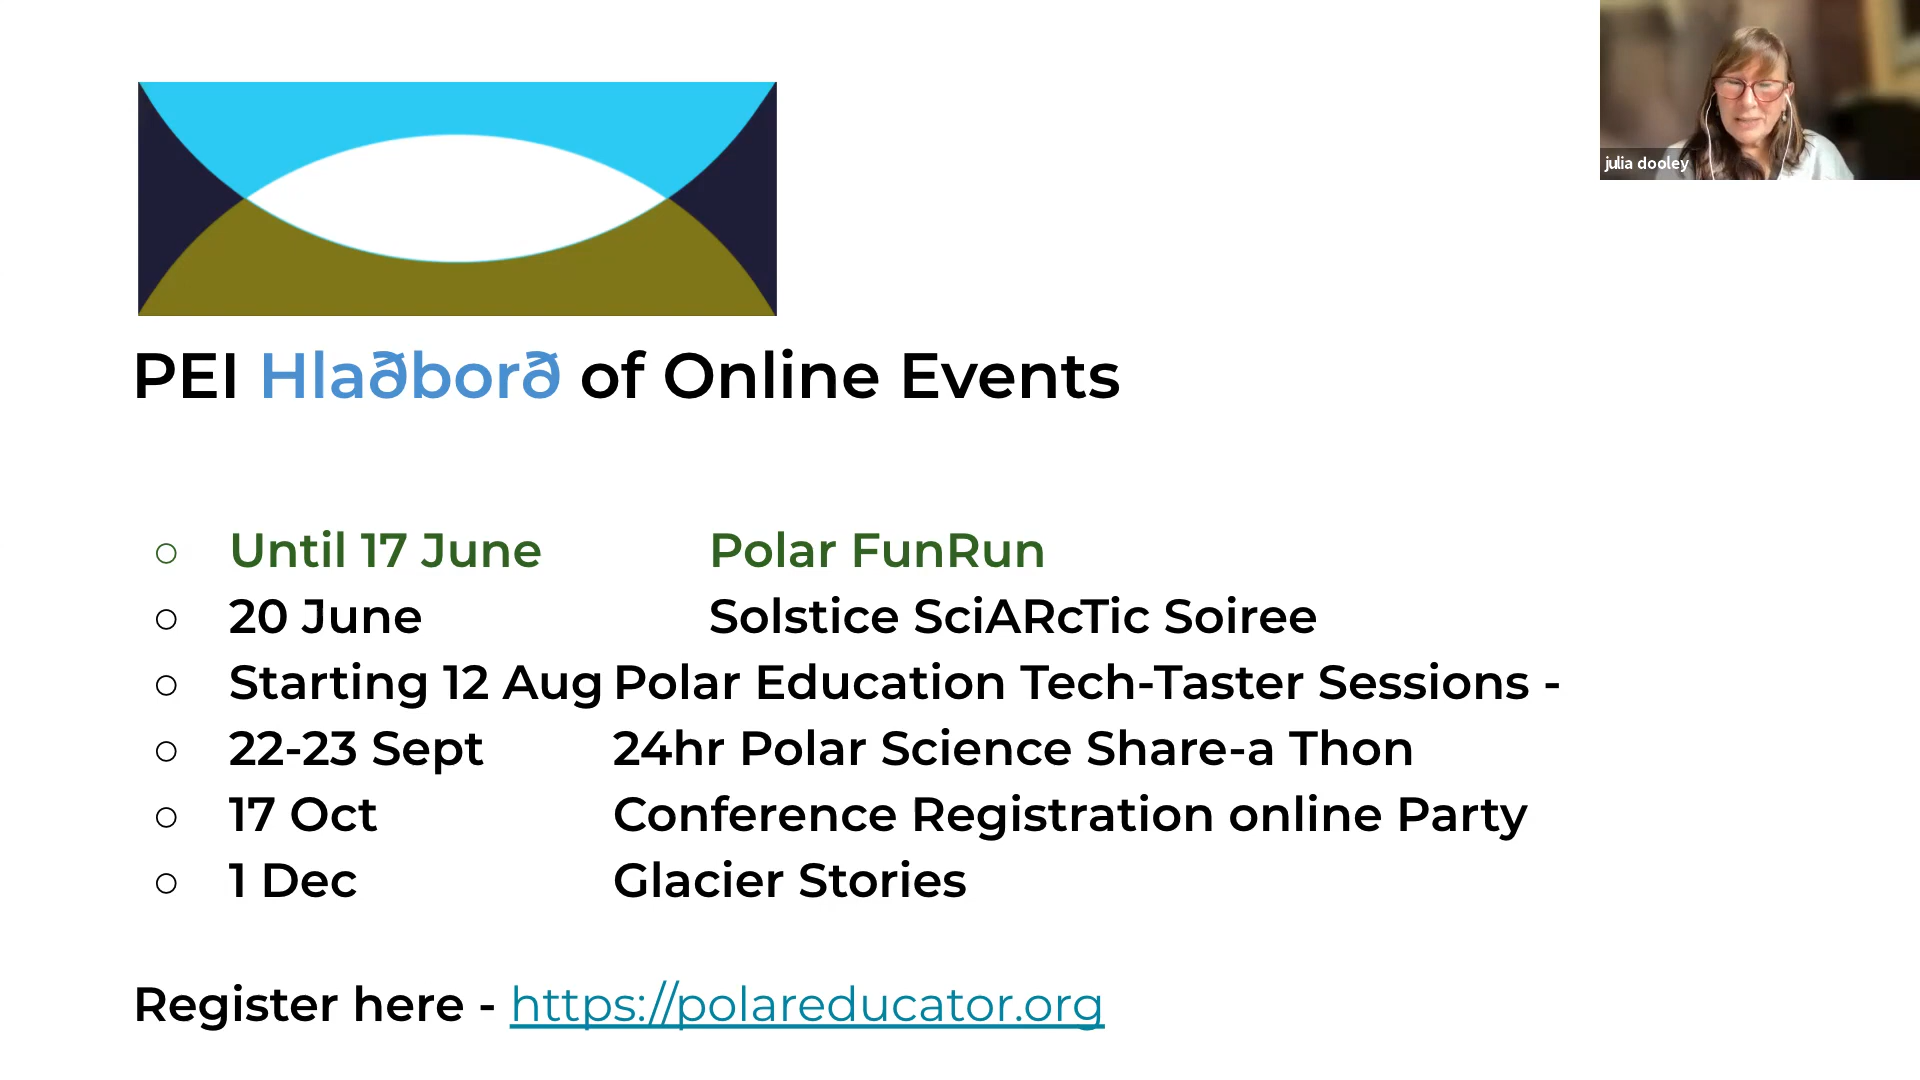 julia dooley
PEI Hlaðborð of Online Events
○ Until 17 June Polar FunRun
○ 20 June Solstice SciARcTic Soiree
○ Starting 12 Aug Polar Education Tech-Taster Sessions -
○ 22-23 Sept 24hr Polar Science Share-a Thon
○ 17 Oct Conference Registration online Party
○ 1 Dec Glacier Stories
Register here - https://polareducator.org